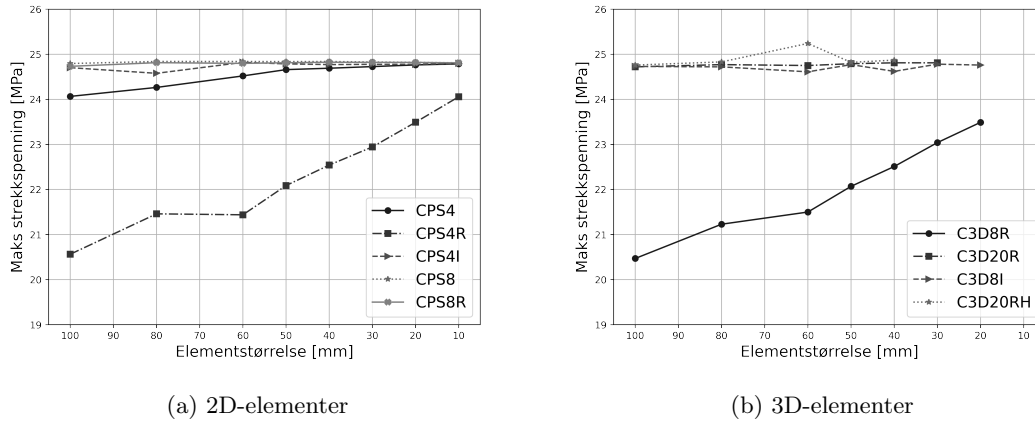 26
25
24
23
22
21
20
19
Maks strekkspenning [MPa]
100 90 80 70 60 50 40 30 20 10
Elementstørrelse [mm]
CPS4
CPS4R
CPS4I
CPS8
CPS8R
(a) 2D-elementer
26
25
24
23
22
21
20
19
Maks strekkspenning [MPa]
100 90 80 70 60 50 40 30 20 10
Elementstørrelse [mm]
C3D8R
C3D20R
C3D8I
C3D20RH
(b) 3D-elementer